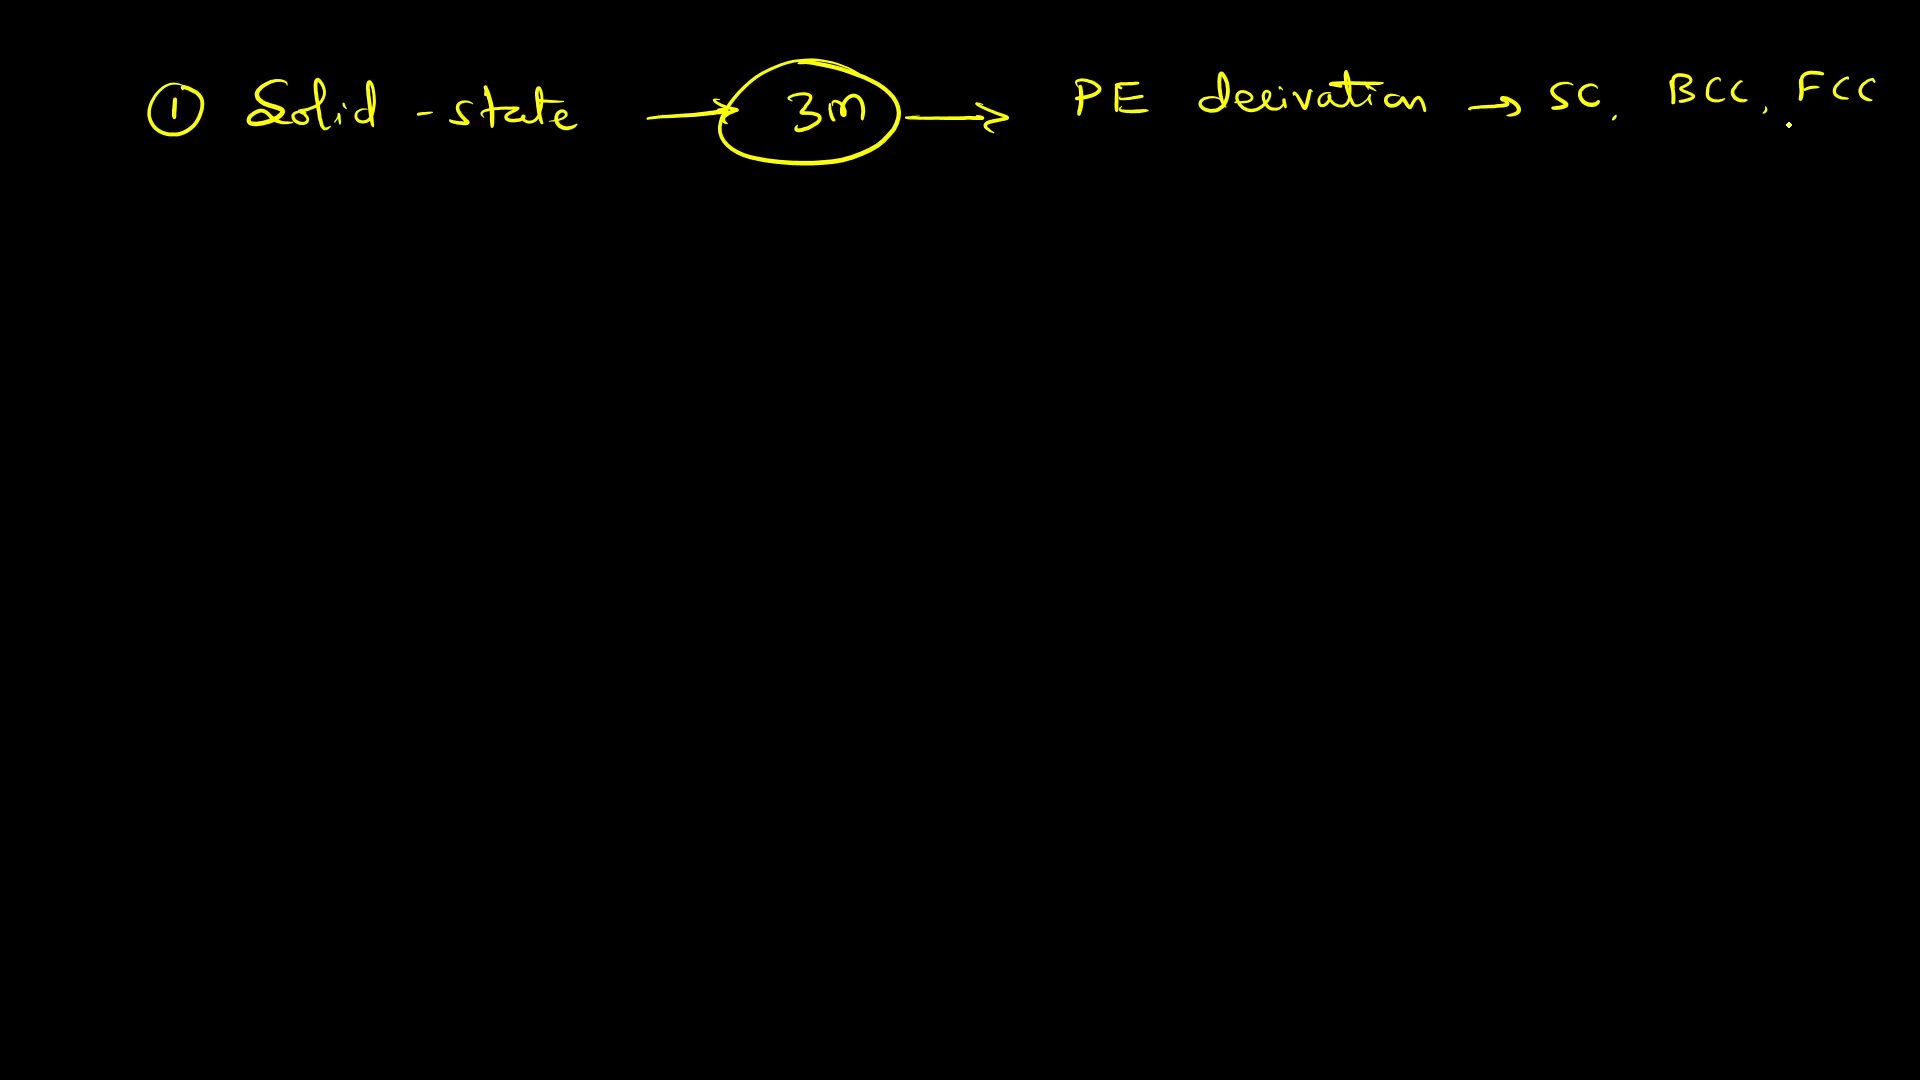 ① Solid - state → 3m → PE derivation → SC, BCC, FCC